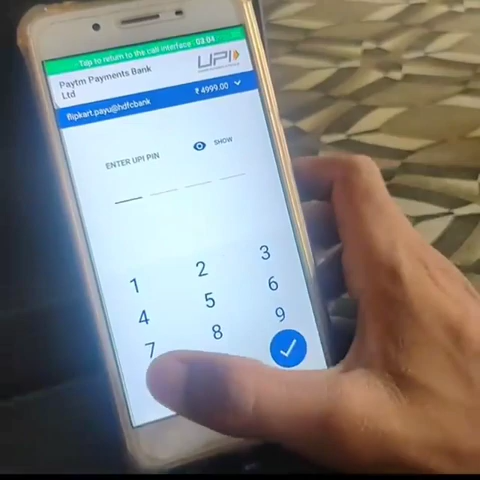 Tap to return to the call interface - 03:04
Paytm Payments Bank
Ltd
UPI
flipkart.payu@hdfcbank
₹ 4999.00
ENTER UPI PIN
SHOW
1 2 3
4 5 6
7 8 9